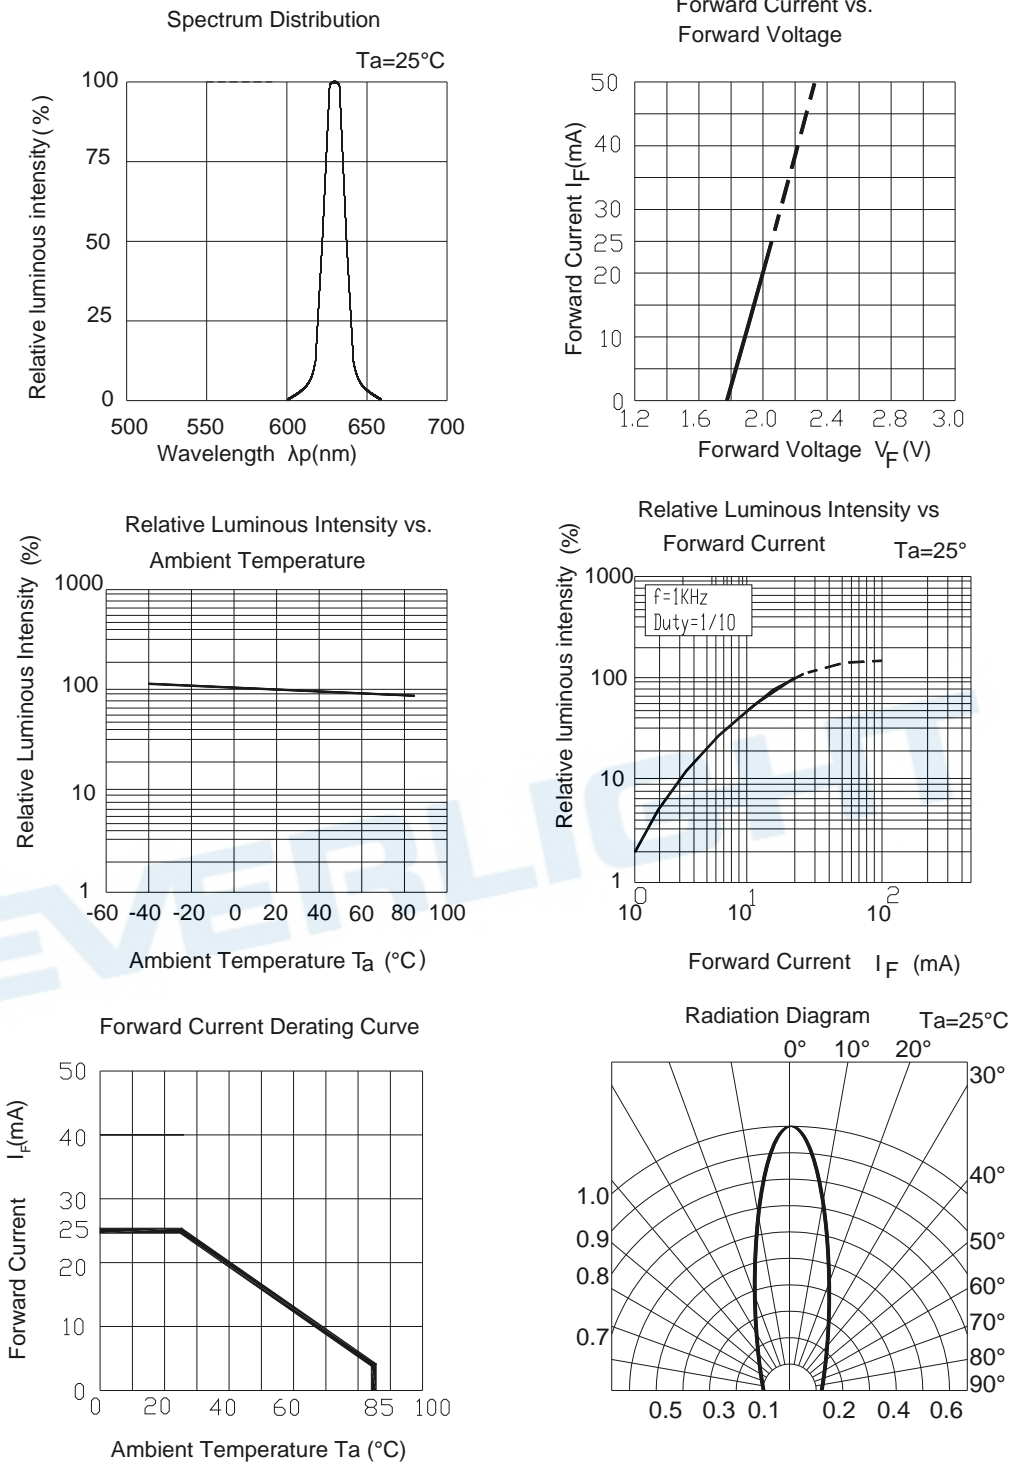 Spectrum Distribution
Ta=25°C
Relative luminous intensity(%)
100
75
50
25
0
500 550 600 650 700
Wavelength λp(nm)
Forward Current vs.
Forward Voltage
Forward Current IF(mA)
50
40
30
25
20
10
0
1.2 1.6 2.0 2.4 2.8 3.0
Forward Voltage VF(V)
Relative Luminous Intensity vs.
Ambient Temperature
Relative Luminous Intensity (%)
1000
100
10
1
-60 -40 -20 0 20 40 60 80 100
Ambient Temperature Ta (°C)
Relative Luminous Intensity vs
Forward Current
Ta=25°
Relative luminous intensity (%)
f=1KHz
Duty=1/10
1000
100
10
1
10⁰ 10¹ 10²
Forward Current IF (mA)
EVERLIGHT
Forward Current Derating Curve
Forward Current IF(mA)
50
40
30
25
20
10
0
0 20 40 60 85 100
Ambient Temperature Ta (°C)
Radiation Diagram
Ta=25°C
0° 10° 20°
30°
40°
50°
60°
70°
80°
90°
1.0
0.9
0.8
0.7
0.5 0.3 0.1 0.2 0.4 0.6